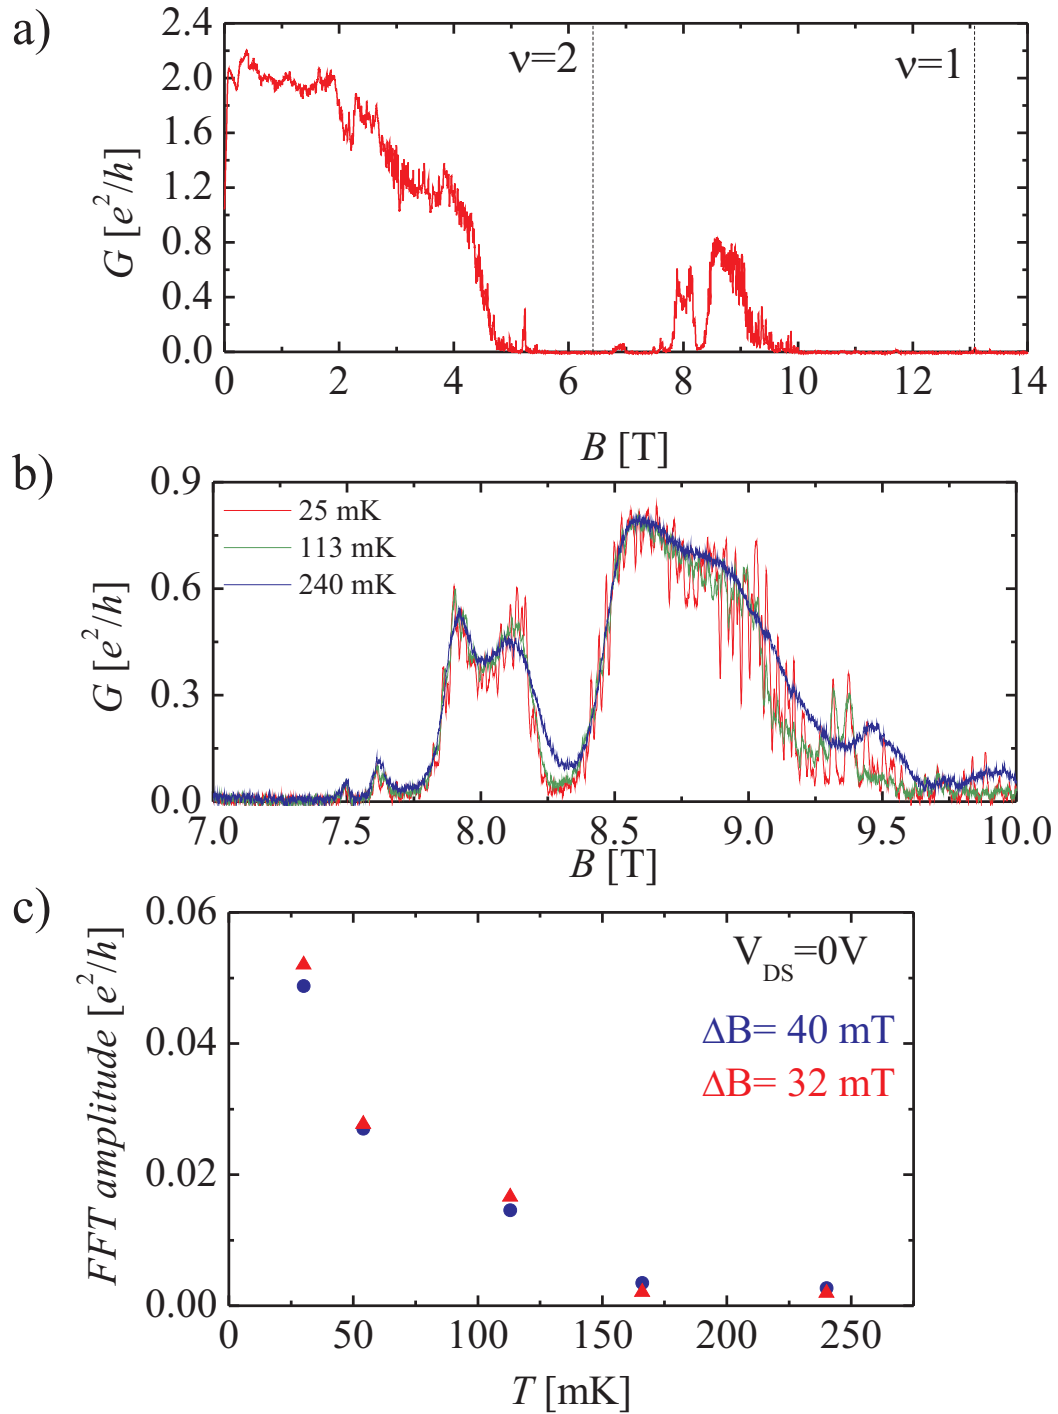 a)
2.4
2.0
1.6
1.2
0.8
0.4
0.0
G [e²/h]
ν=2
ν=1
0 2 4 6 8 10 12 14
B [T]
b)
0.9
0.6
0.3
0.0
G [e²/h]
25 mK
113 mK
240 mK
7.0 7.5 8.0 8.5 9.0 9.5 10.0
B [T]
c)
0.06
0.04
0.02
0.00
FFT amplitude [e²/h]
V_DS=0V
ΔB= 40 mT
ΔB= 32 mT
0 50 100 150 200 250
T [mK]